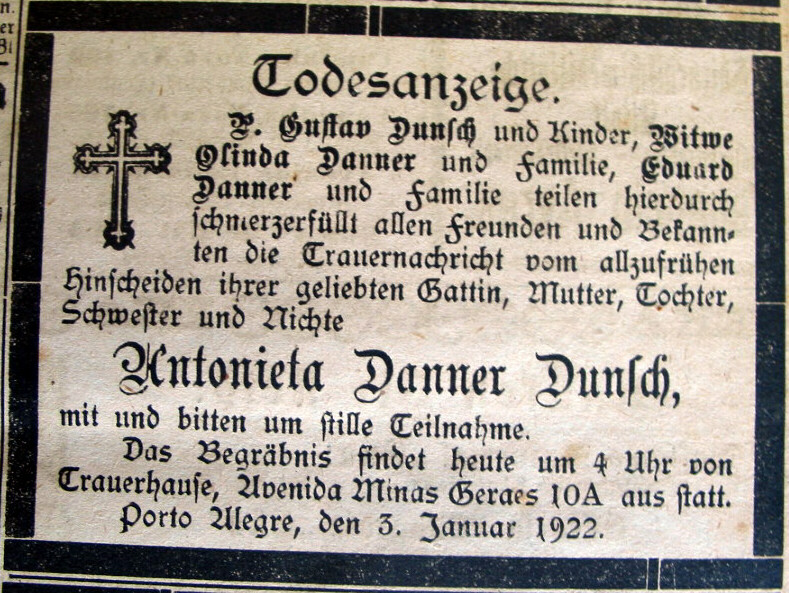 Todesanzeige.
P. Gustav Dunsch und Kinder, Witwe
Olinda Danner und Familie, Eduard
Danner und Familie teilen hierdurch
schmerzerfüllt allen Freunden und Bekann-
ten die Trauernachricht vom allzufrühen
Hinscheiden ihrer geliebten Gattin, Mutter, Tochter,
Schwester und Nichte
Antonieta Danner Dunsch,
mit und bitten um stille Teilnahme.
Das Begräbnis findet heute um 4 Uhr von
Trauerhause, Avenida Minas Geraes 10A aus statt.
Porto Alegre, den 3. Januar 1922.